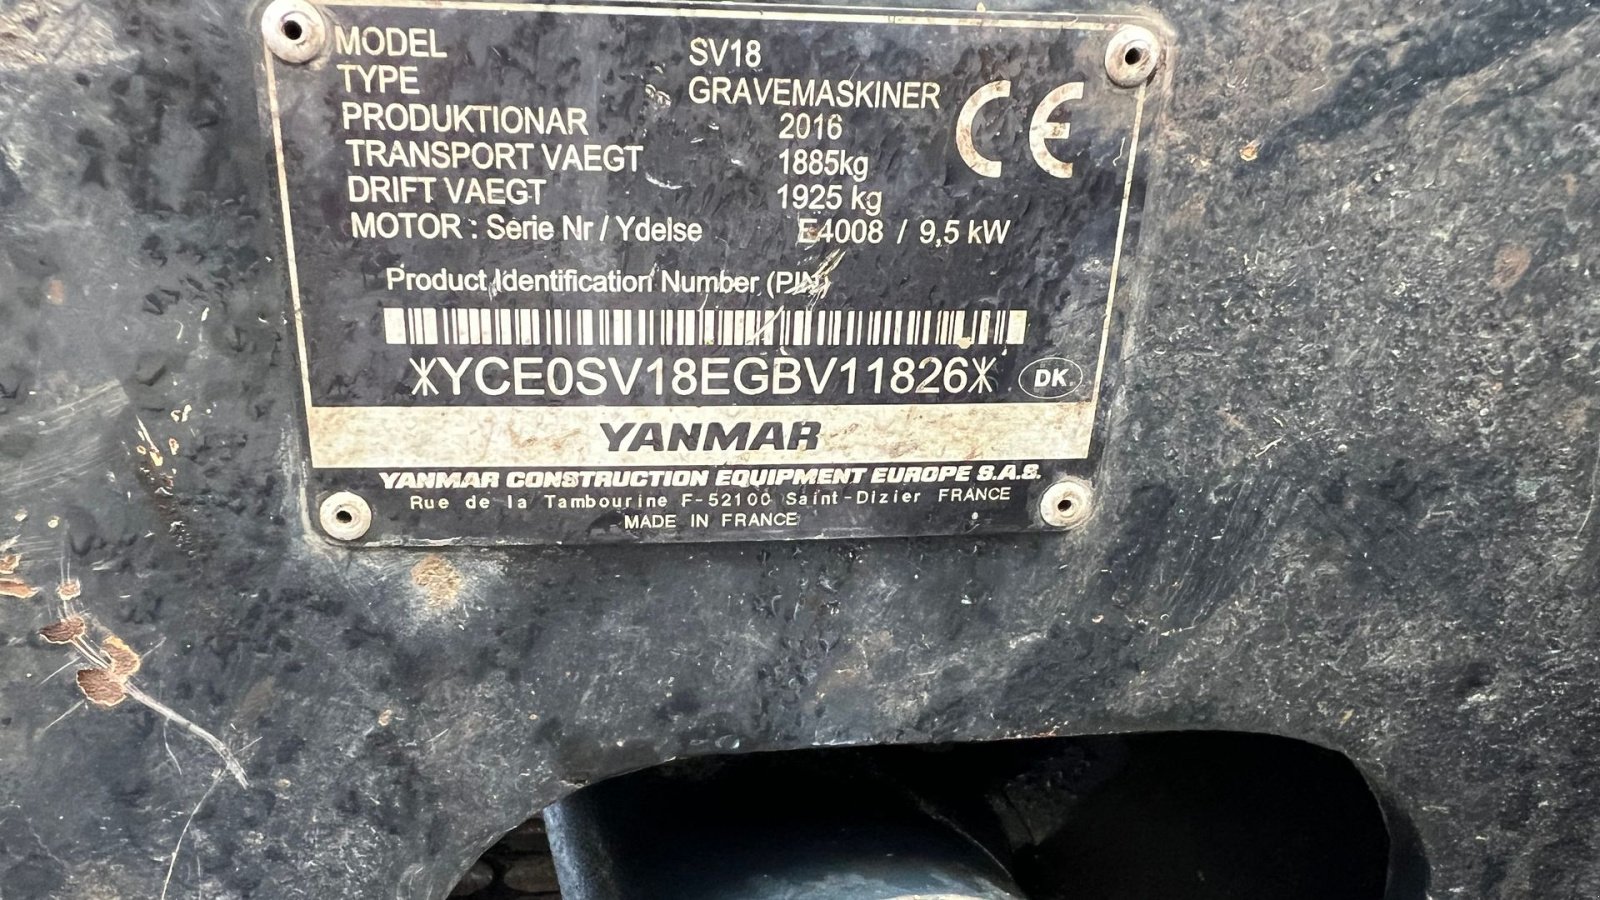 MODEL SV18
TYPE GRAVEMASKINER
PRODUKTIONAR 2016
TRANSPORT VAEGT 1885kg
DRIFT VAEGT 1925 kg
MOTOR : Serie Nr / Ydelse E4008 / 9,5 kW
CE
Product Identification Number (PIN)
*YCE0SV18EGBV11826* DK
YANMAR
YANMAR CONSTRUCTION EQUIPMENT EUROPE S.A.S.
Rue de la Tambourine F-52100 Saint-Dizier FRANCE
MADE IN FRANCE